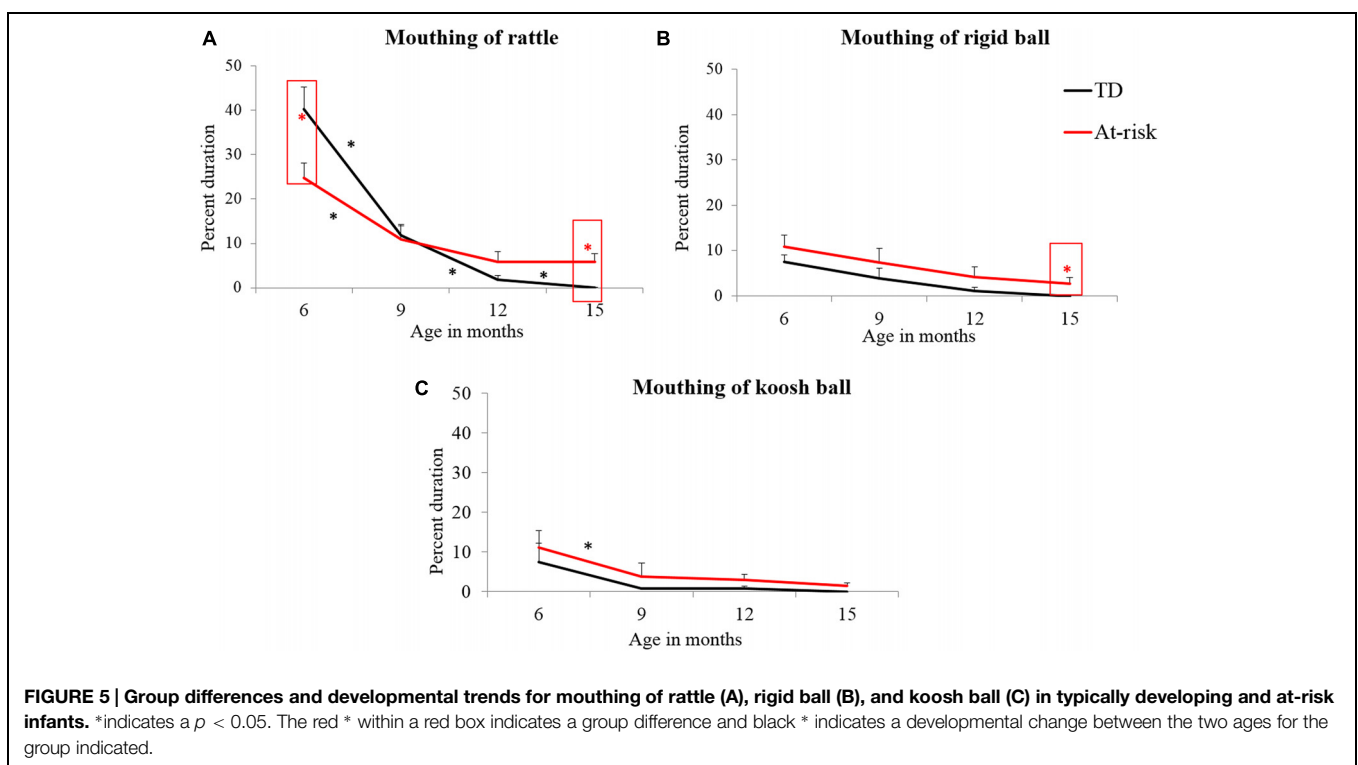 A Mouthing of rattle
50
40
30
20
10
0
Percent duration
*
*
*
*
*
*
6 9 12 15
Age in months
B Mouthing of rigid ball
50
40
30
20
10
0
Percent duration
TD
At-risk
*
6 9 12 15
Age in months
C Mouthing of koosh ball
50
40
30
20
10
0
Percent duration
*
6 9 12 15
Age in months
FIGURE 5 | Group differences and developmental trends for mouthing of rattle (A), rigid ball (B), and koosh ball (C) in typically developing and at-risk
infants. *indicates a p < 0.05. The red * within a red box indicates a group difference and black * indicates a developmental change between the two ages for the
group indicated.